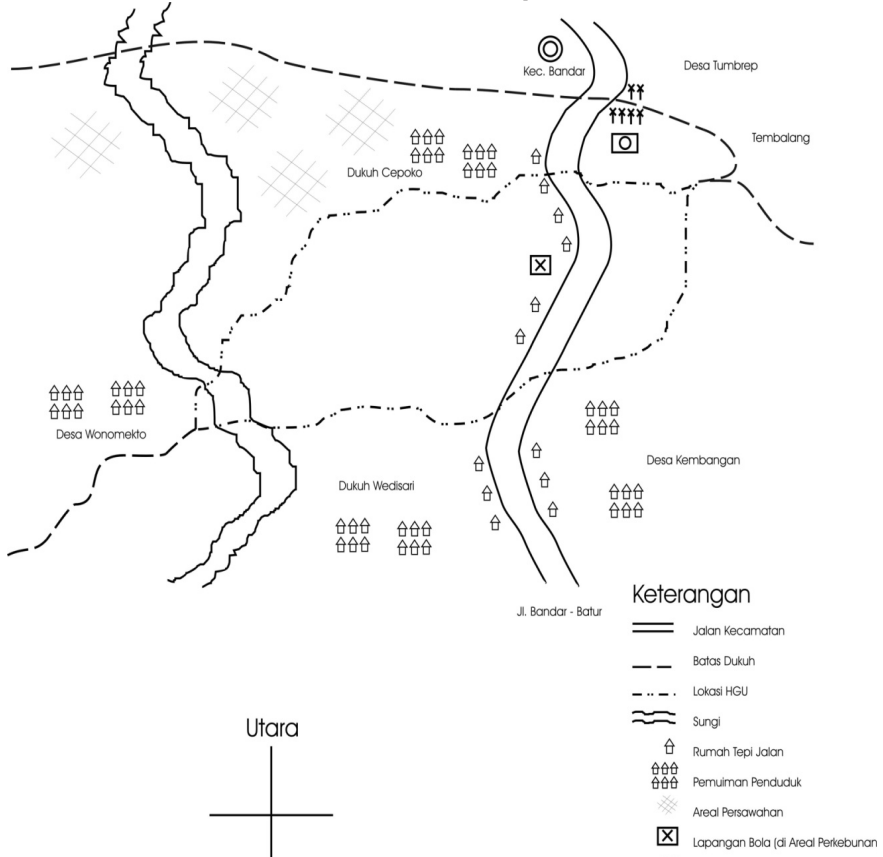 Kec. Bandar
Desa Tumbrep
Tembalang
Dukuh Cepoko
Desa Wonomekto
Dukuh Wedisari
Desa Kembangan
Jl. Bandar - Batur
Keterangan
Jalan Kecamatan
Batas Dukuh
Lokasi HGU
Sungi
Rumah Tepi Jalan
Pemuiman Penduduk
Areal Persawahan
Lapangan Bola (di Areal Perkebunan
Utara